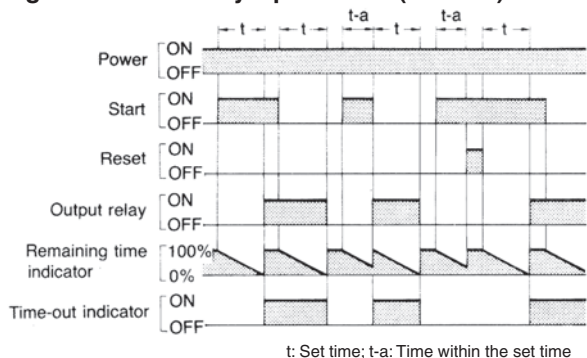 t-a t-a
t t t
Power ON
OFF
Start ON
OFF
Reset ON
OFF
Output relay ON
OFF
Remaining time indicator 100%
0%
Time-out indicator ON
OFF
t: Set time; t-a: Time within the set time